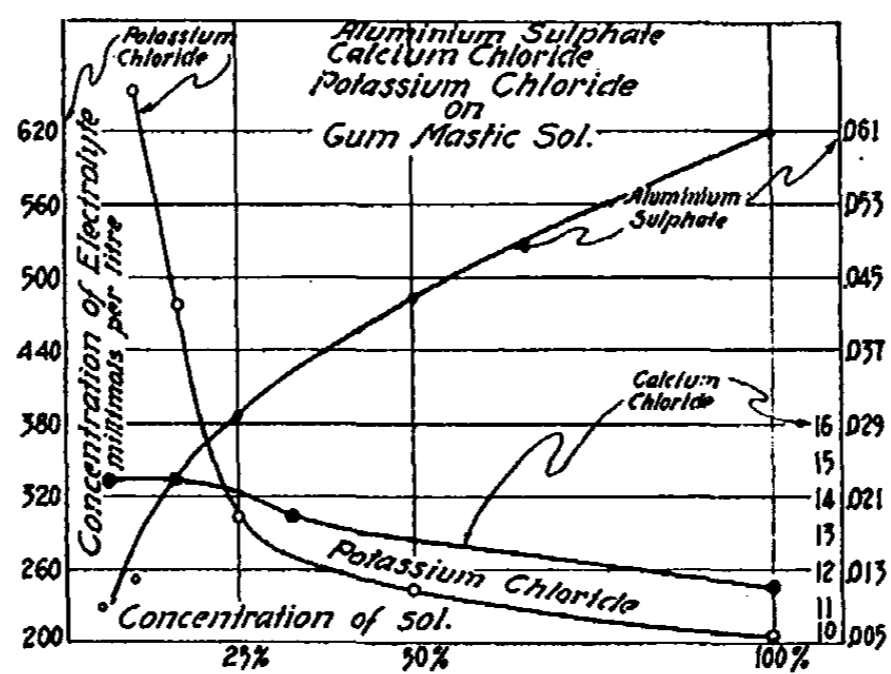 Potassium
Chloride
Aluminium Sulphate
Calcium Chloride
Potassium Chloride
on
Gum Mastic Sol.
Concentration of Electrolyte
minimals per litre
620
560
500
440
380
320
260
200
.061
.053
.045
.037
.029
.021
.013
.005
16
15
14
13
12
11
10
Aluminium
Sulphate
Calcium
Chloride
Potassium Chloride
Concentration of sol.
25%
50%
100%